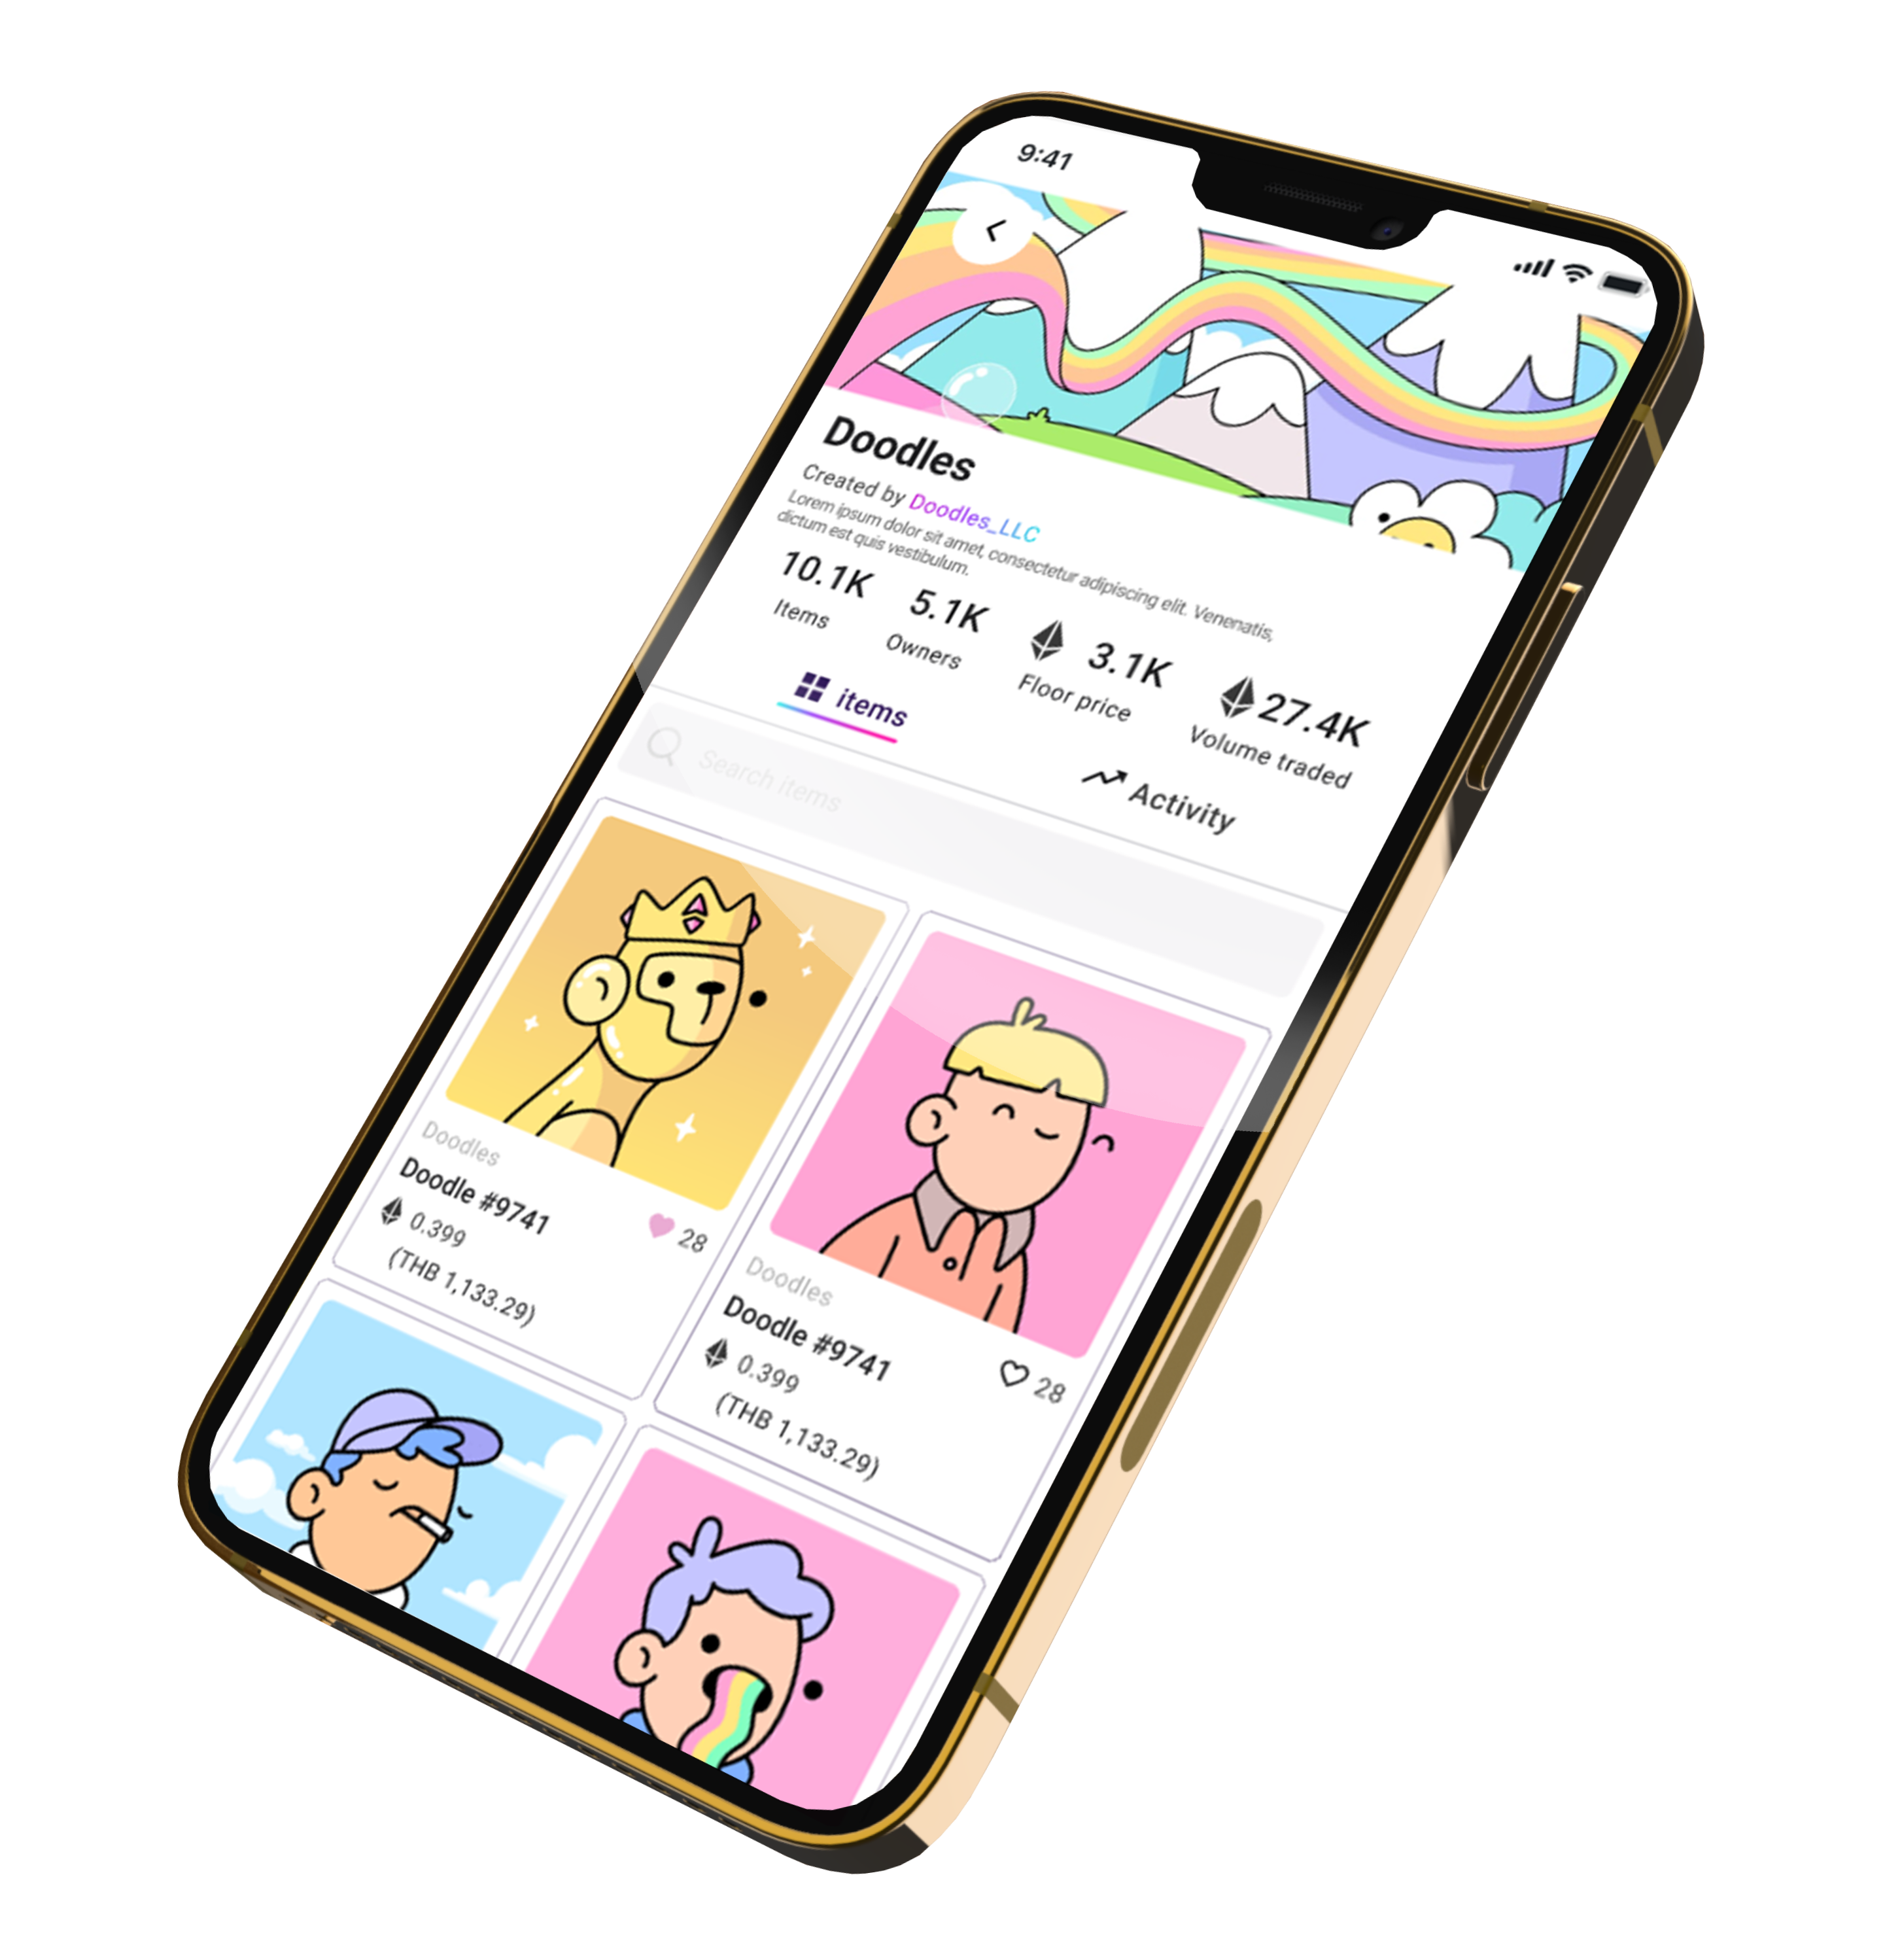 9:41
Doodles
Created by Doodles_LLC
Lorem ipsum dolor sit amet, consectetur adipiscing elit. Venenatis,
dictum est quis vestibulum.
10.1K 5.1K 3.1K 27.4K
Items Owners Floor price Volume traded
items Activity
Search items
Doodles
Doodle #9741
0.399 28
(THB 1,133.29)
Doodles
Doodle #9741
0.399 28
(THB 1,133.29)